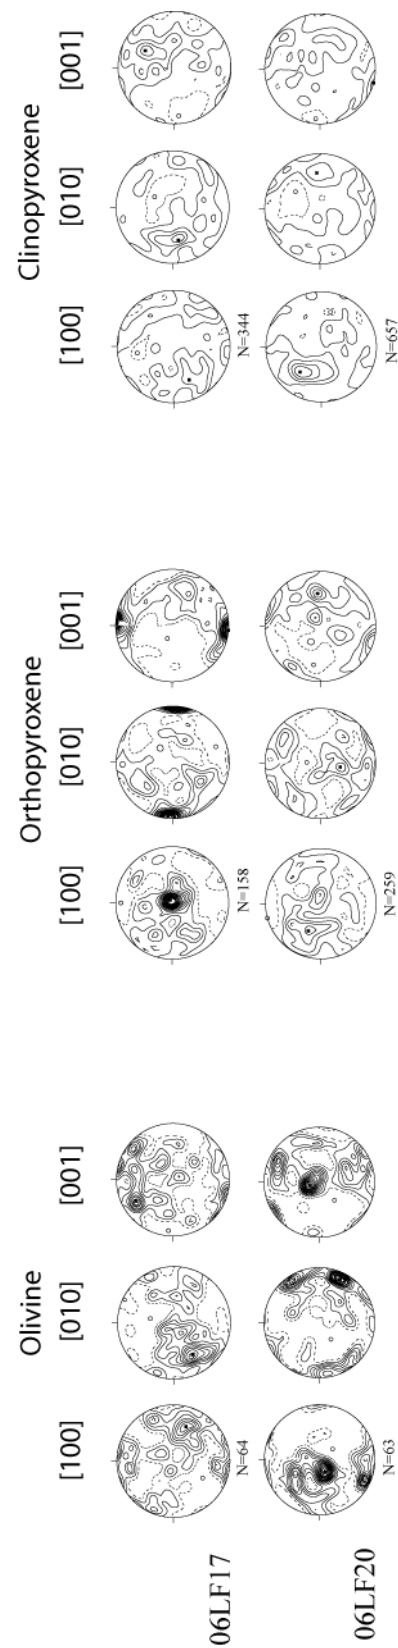 Olivine Orthopyroxene Clinopyroxene
[100] [010] [001] [100] [010] [001] [100] [010] [001]
06LF17
N=64 N=158 N=344
06LF20
N=63 N=259 N=657